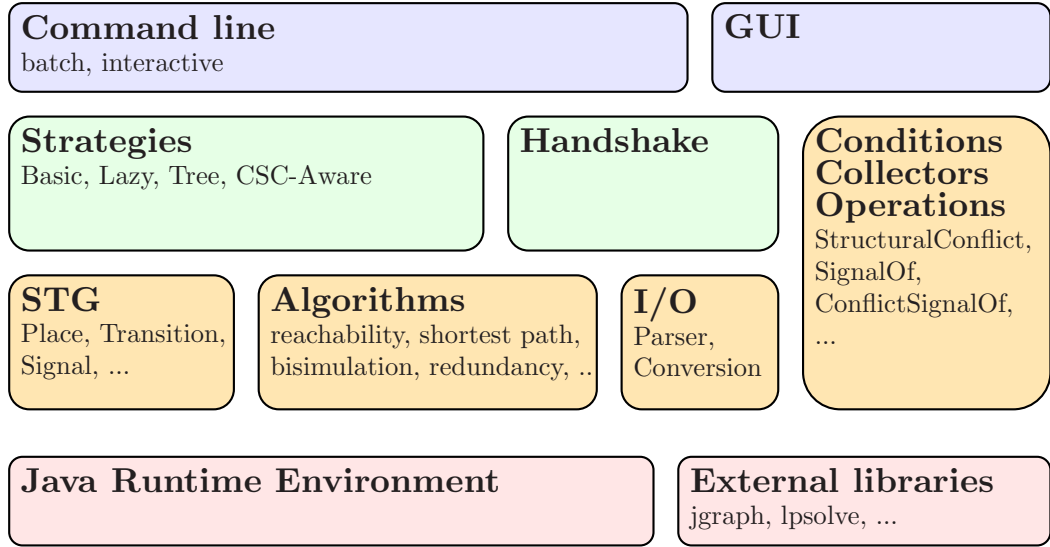 Command line
batch, interactive
GUI
Strategies
Basic, Lazy, Tree, CSC-Aware
Handshake
Conditions
Collectors
Operations
StructuralConflict,
SignalOf,
ConflictSignalOf,
...
STG
Place, Transition,
Signal, ...
Algorithms
reachability, shortest path,
bisimulation, redundancy, ..
I/O
Parser,
Conversion
Java Runtime Environment
External libraries
jgraph, lpsolve, ...